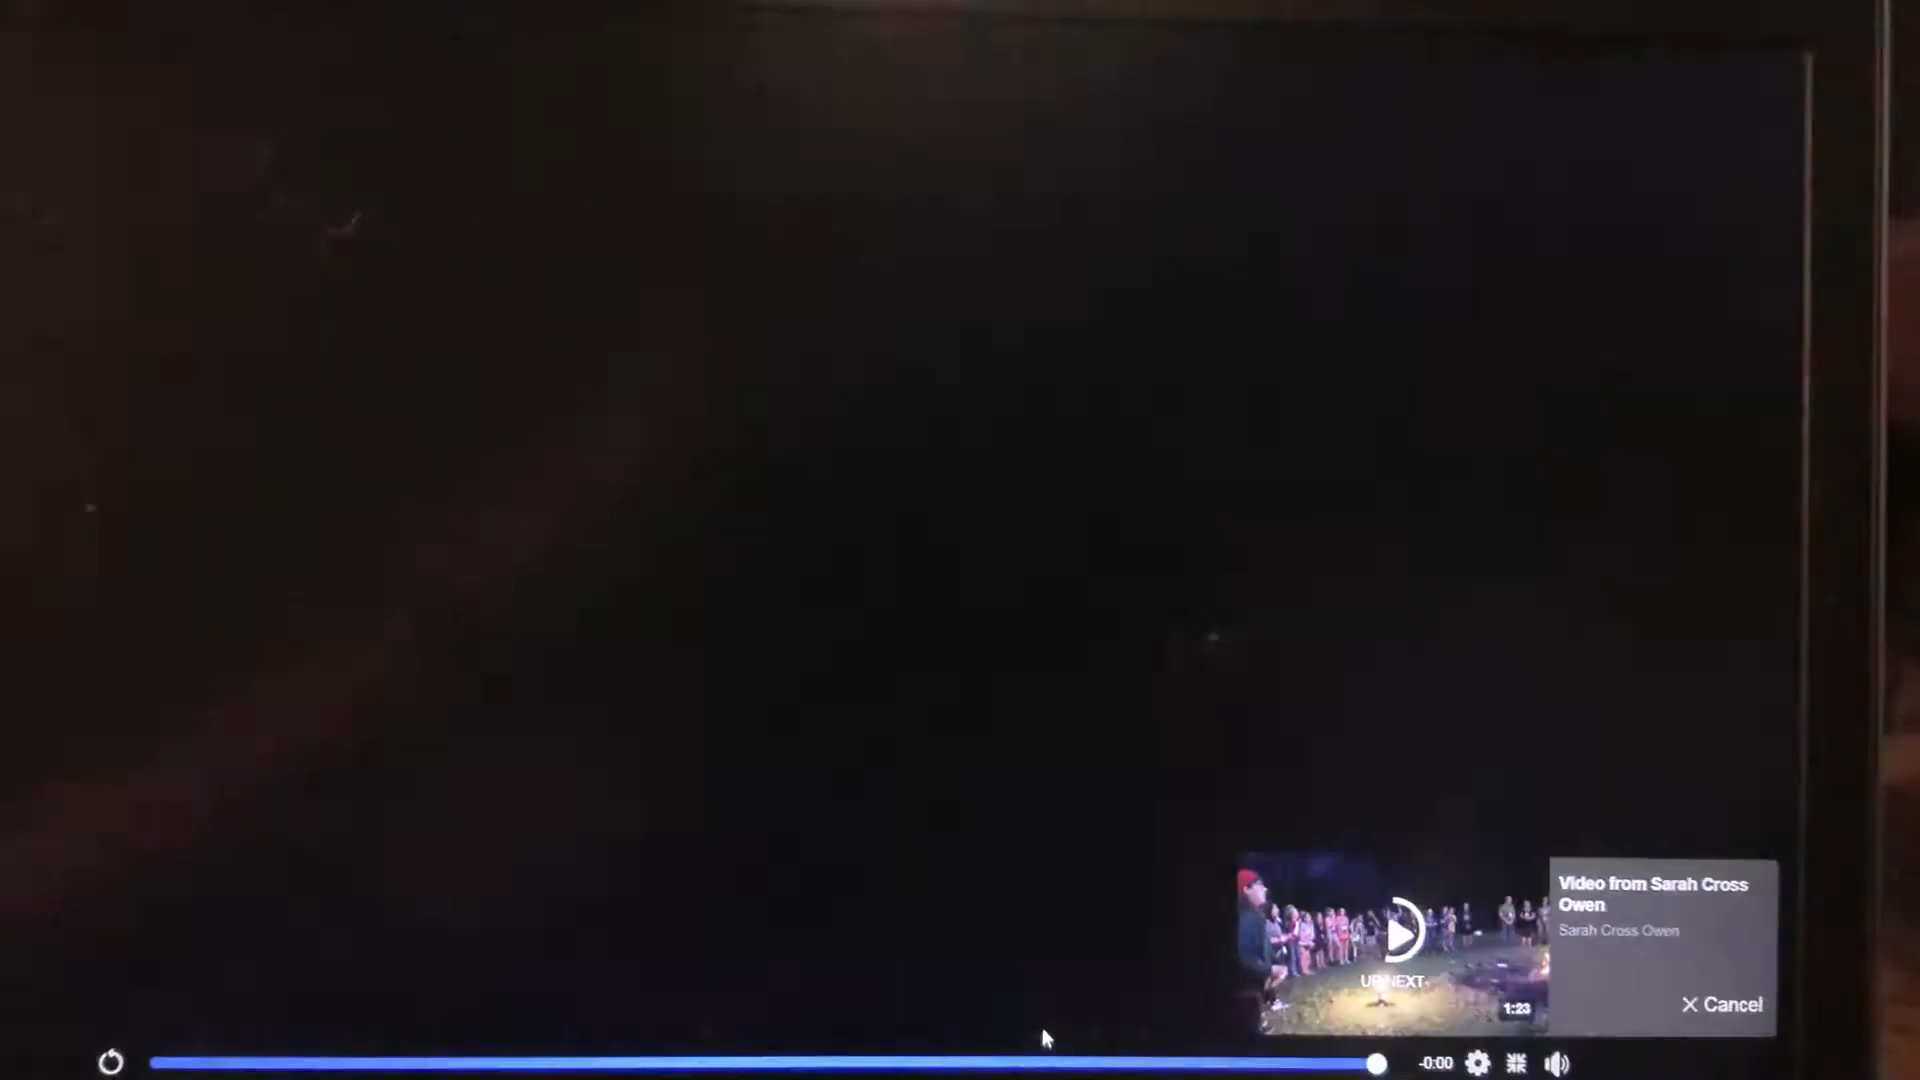 Video from Sarah Cross
Owen
Sarah Cross Owen
UP NEXT
1:23
Cancel
-0:00